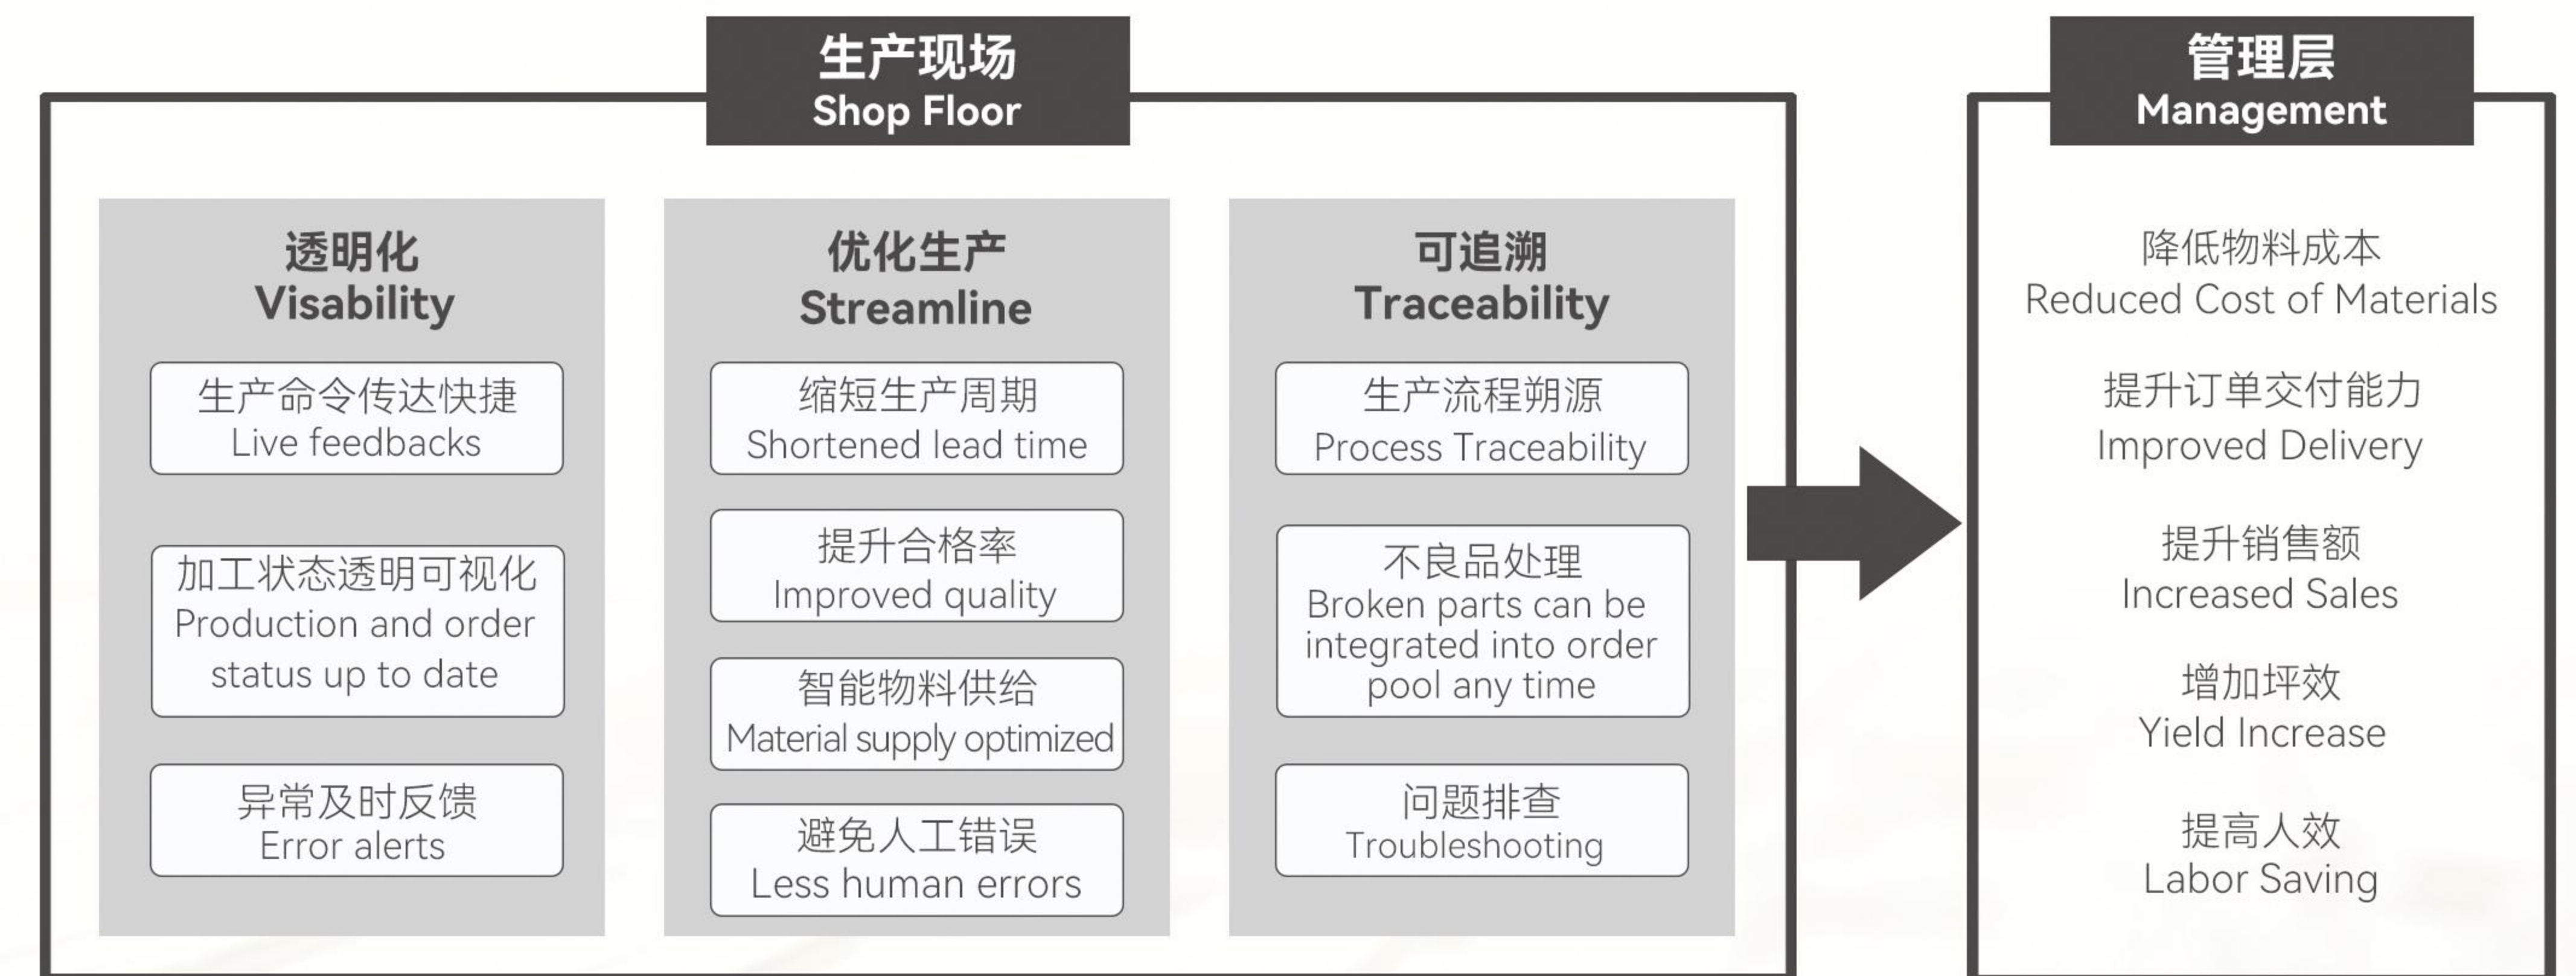 生产现场
Shop Floor
透明化
Visability
生产命令传达快捷
Live feedbacks
加工状态透明可视化
Production and order
status up to date
异常及时反馈
Error alerts
优化生产
Streamline
缩短生产周期
Shortened lead time
提升合格率
Improved quality
智能物料供给
Material supply optimized
避免人工错误
Less human errors
可追溯
Traceability
生产流程朔源
Process Traceability
不良品处理
Broken parts can be
integrated into order
pool any time
问题排查
Troubleshooting
管理层
Management
降低物料成本
Reduced Cost of Materials
提升订单交付能力
Improved Delivery
提升销售额
Increased Sales
增加坪效
Yield Increase
提高人效
Labor Saving